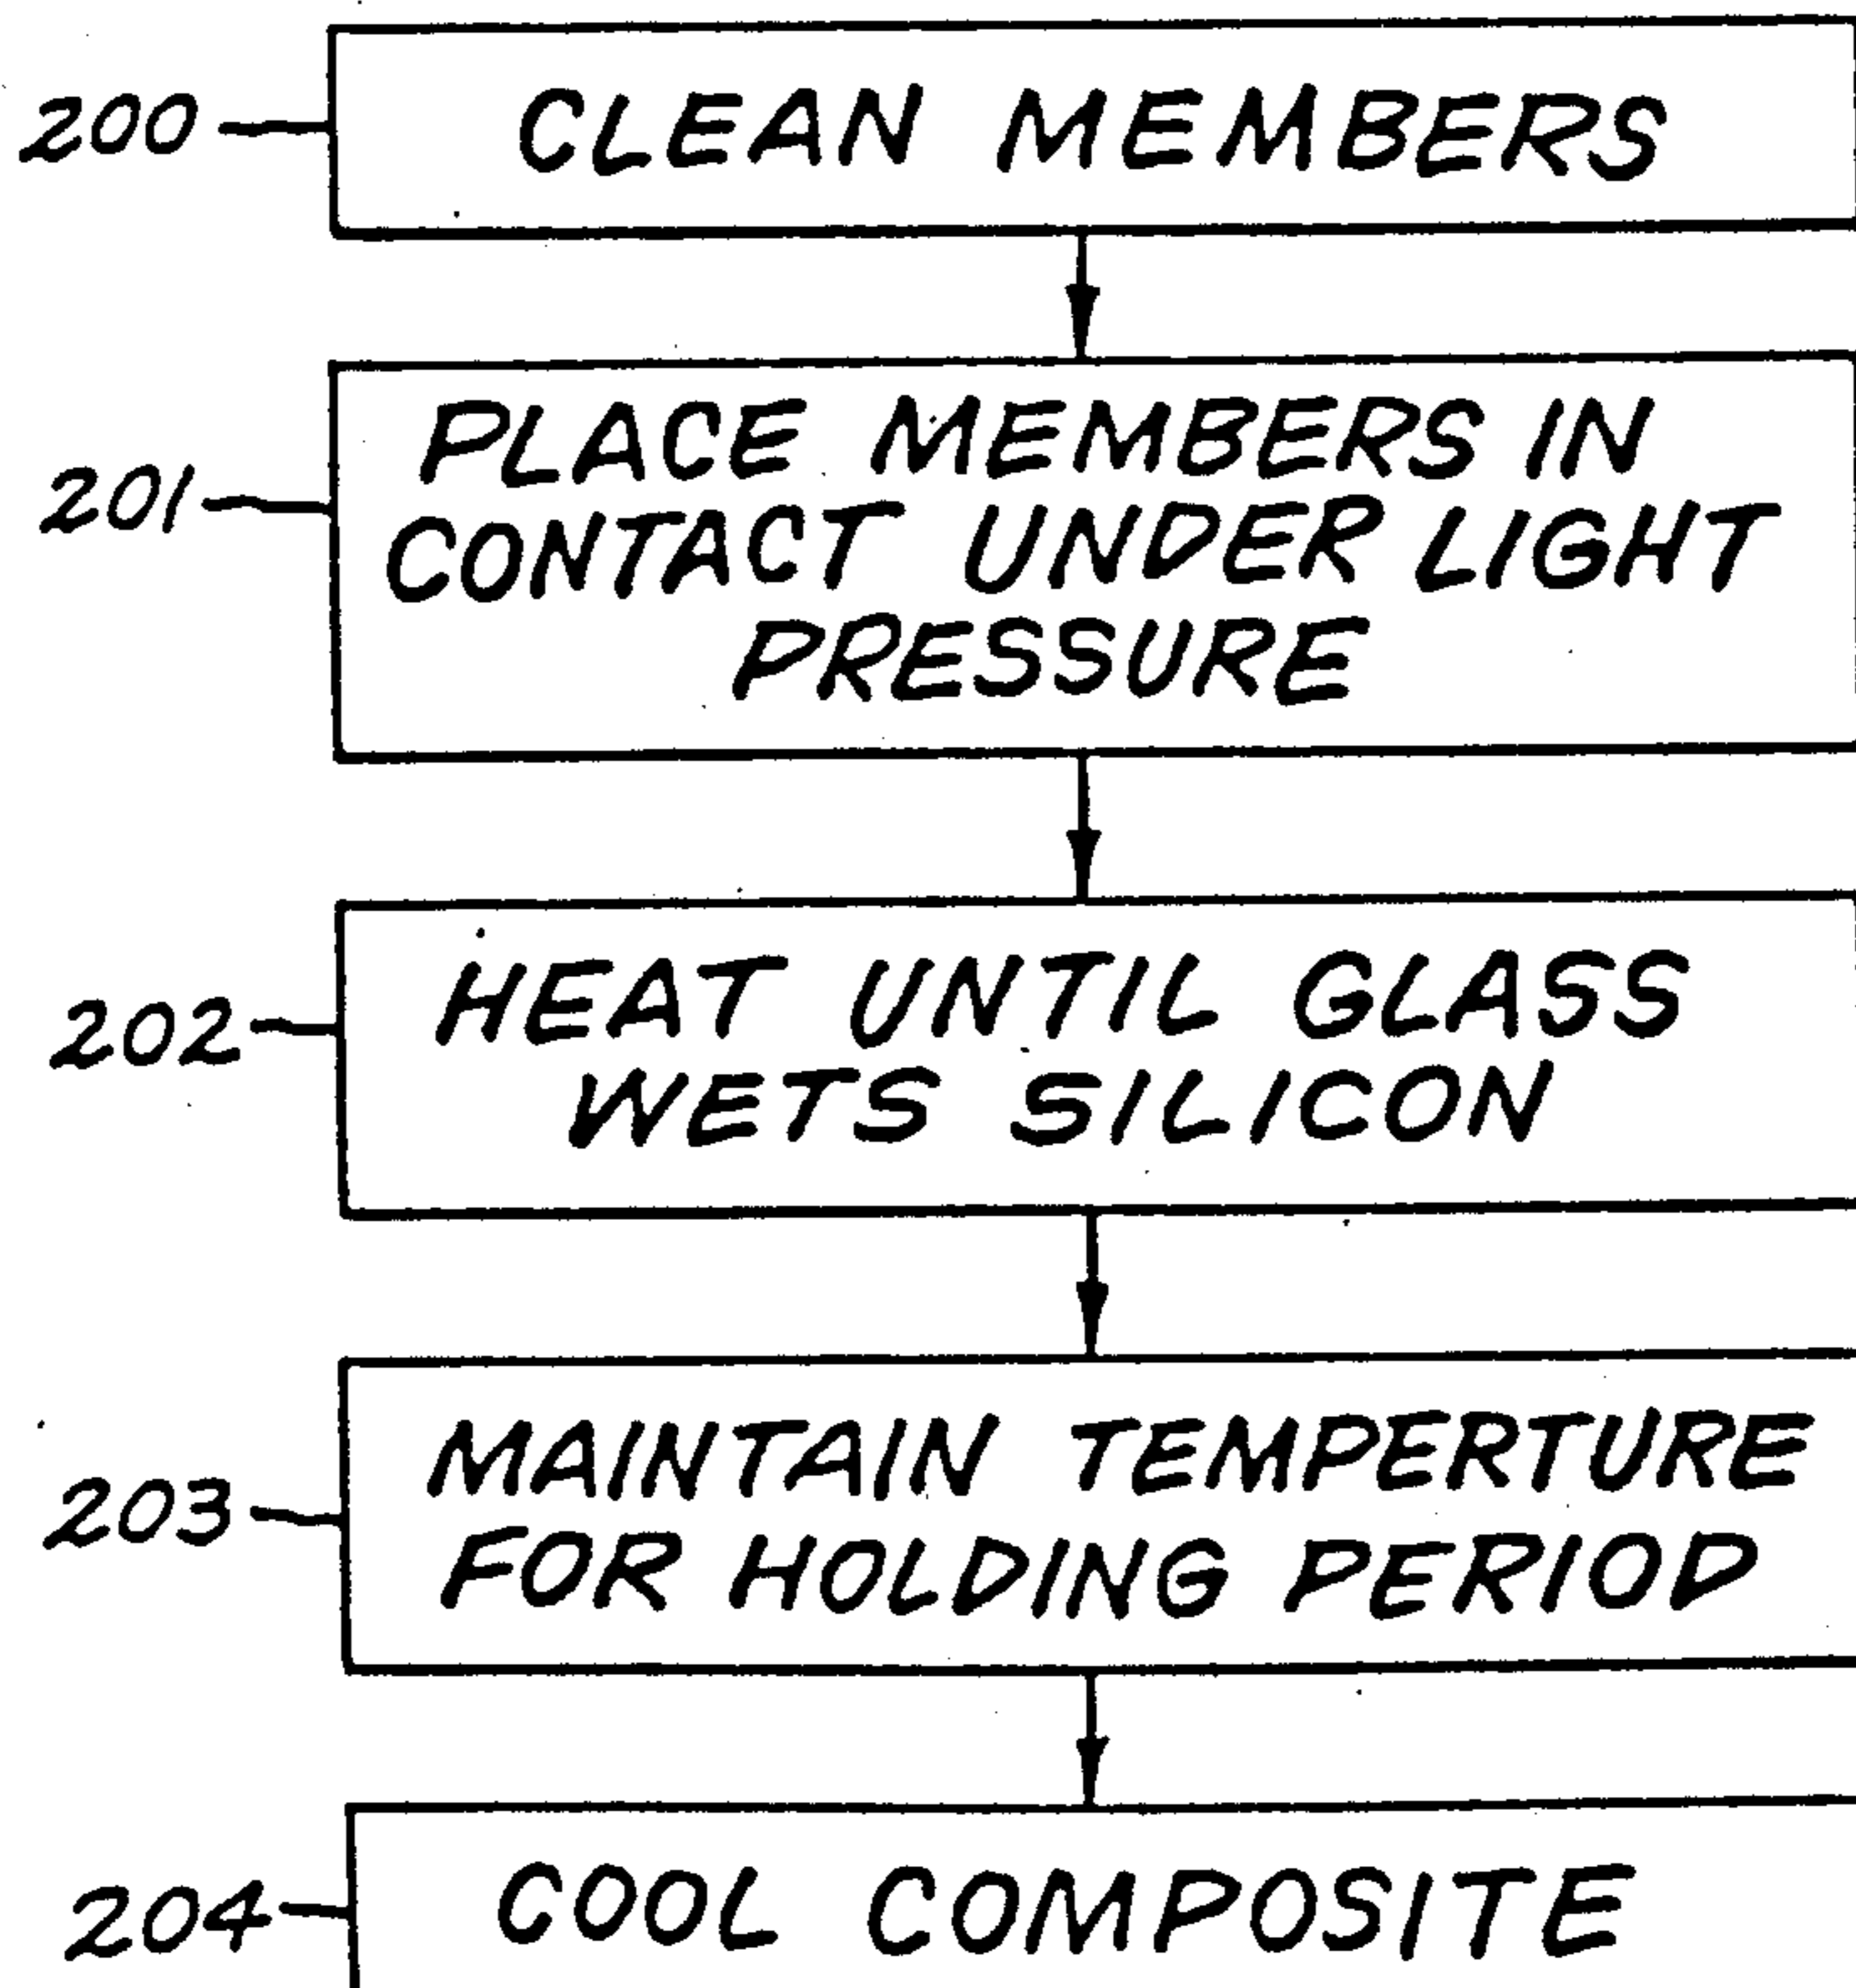 200 CLEAN MEMBERS
PLACE MEMBERS IN
201 CONTACT UNDER LIGHT
PRESSURE
202 HEAT UNTIL GLASS
WETS SILICON
203 MAINTAIN TEMPERTURE
FOR HOLDING PERIOD
204 COOL COMPOSITE